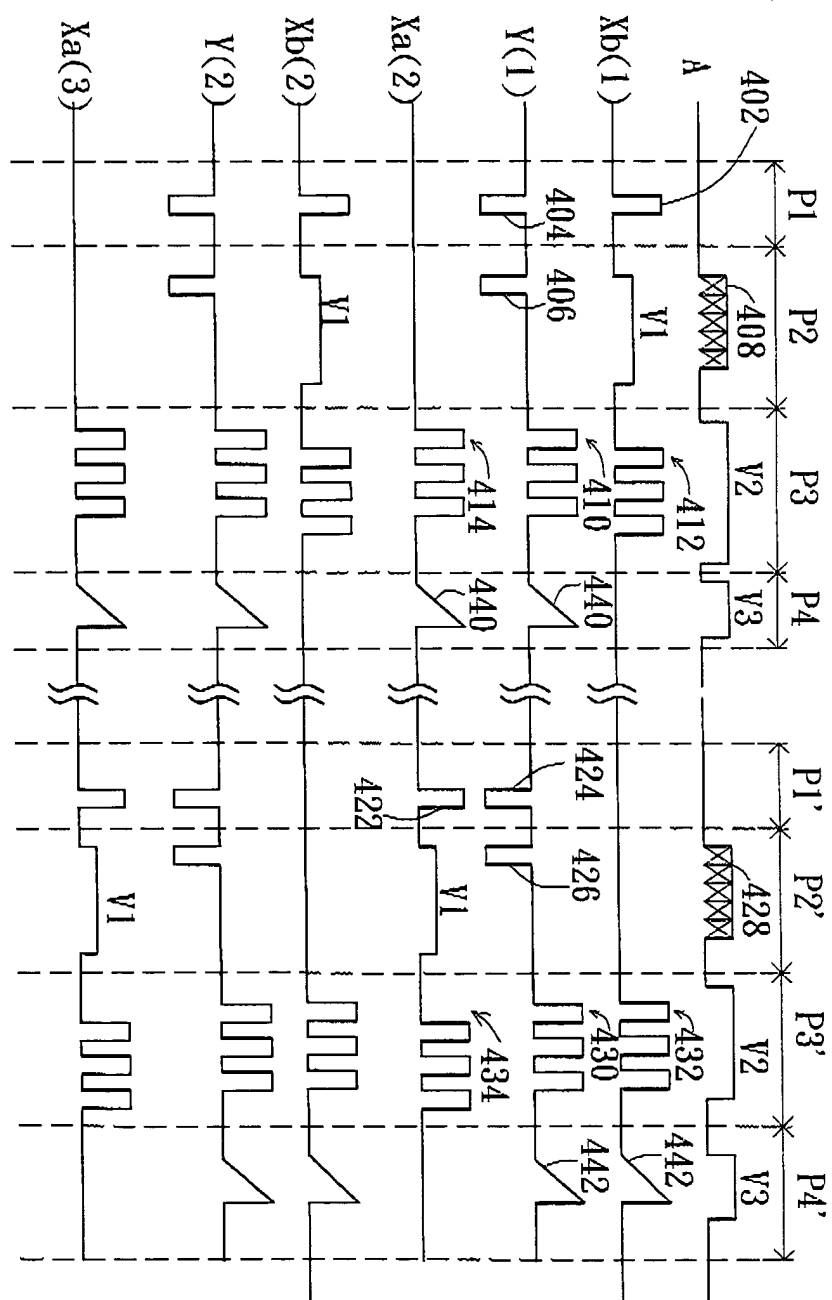 P1 P2 P3 P4 P1' P2' P3' P4'
402
408 V2 V3 428 V2 V3
A
V1 412 432 442
Xb(1)
410 440 424 430 442
Y(1)
404 406 426
414 440 434
Xa(2)
422 V1
Xb(2)
V1
Y(2)
Xa(3)
V1